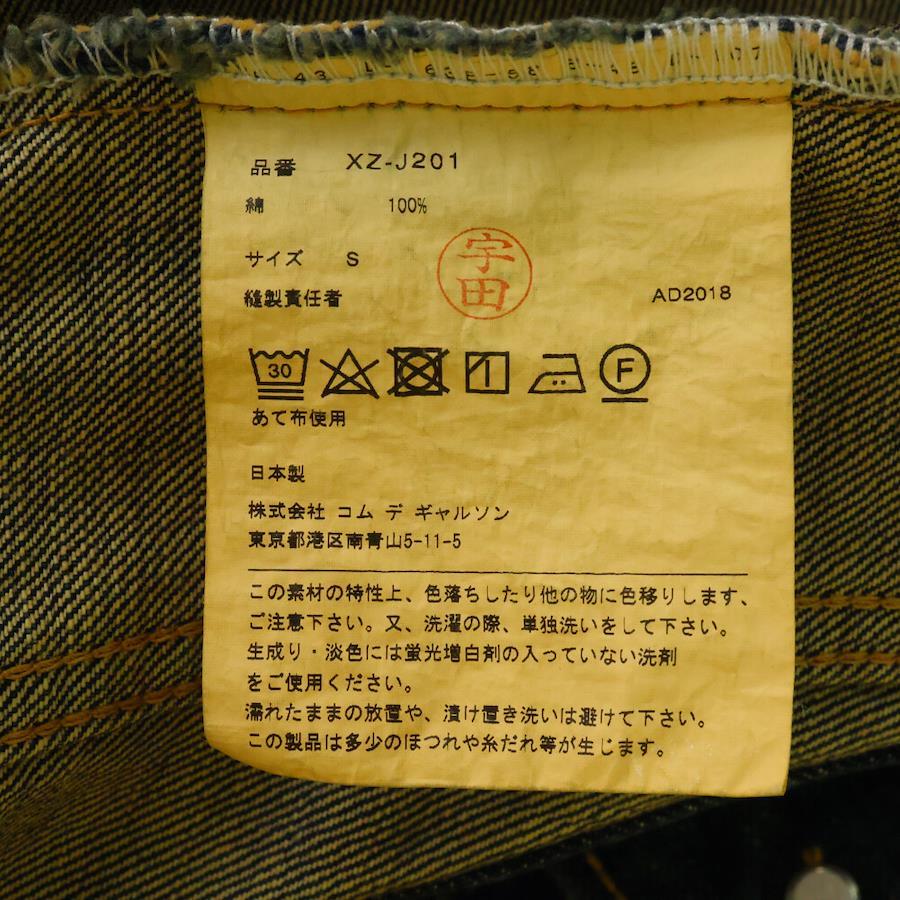 品番 XZ-J201
綿 100%
サイズ S
宇田
縫製責任者 AD2018
30 F
あて布使用
日本製
株式会社 コム デ ギャルソン
東京都港区南青山5-11-5
この素材の特性上、色落ちしたり他の物に色移りします、
ご注意下さい。又、洗濯の際、単独洗いをして下さい。
生成り・淡色には蛍光増白剤の入っていない洗剤
をご使用ください。
濡れたままの放置や、漬け置き洗いは避けて下さい。
この製品は多少のほつれや糸だれ等が生じます。